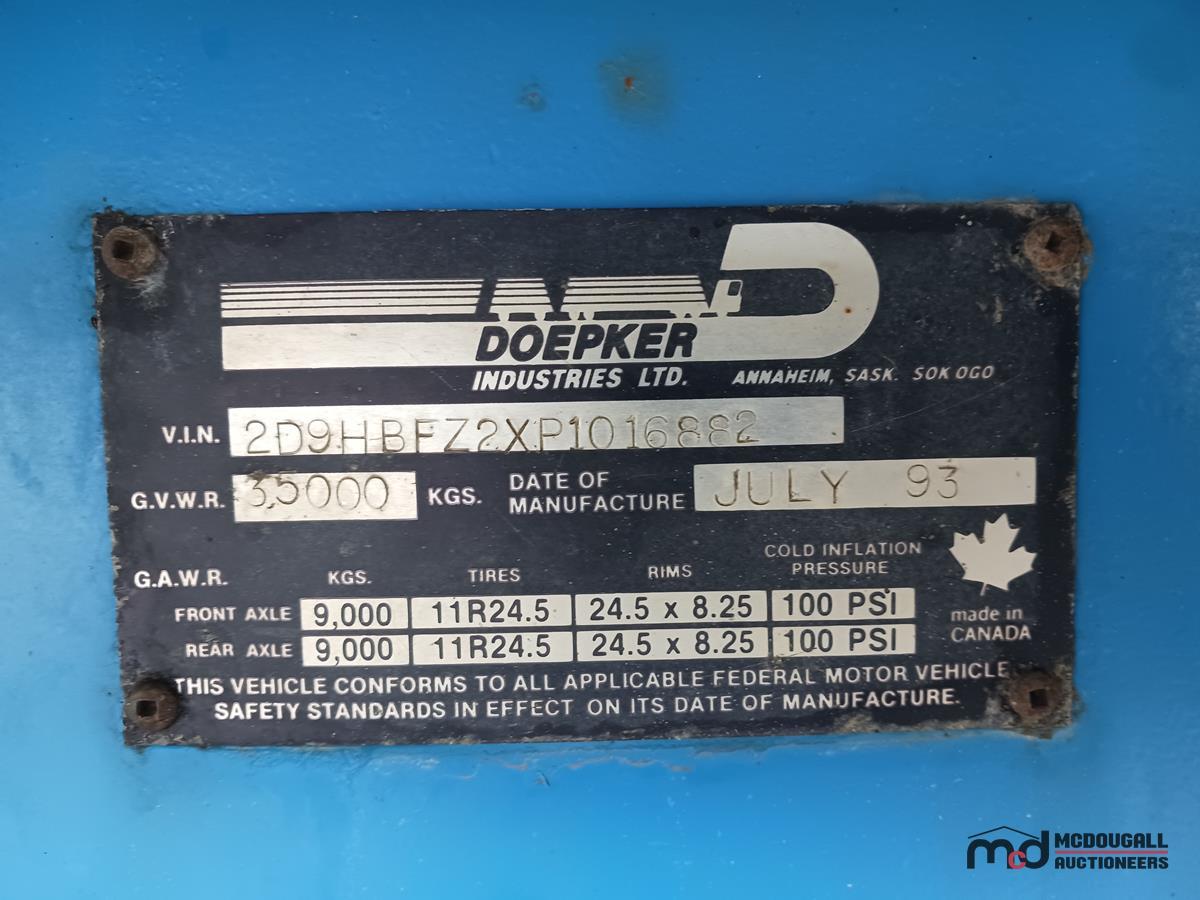 DOEPKER
INDUSTRIES LTD. ANNAHEIM, SASK. S0K 0G0
V.I.N. 2D9HBFZ2XP1016882
G.V.W.R. 35000 KGS. DATE OF MANUFACTURE JULY 93
G.A.W.R. KGS. TIRES RIMS COLD INFLATION PRESSURE
FRONT AXLE 9,000 11R24.5 24.5 x 8.25 100 PSI
REAR AXLE 9,000 11R24.5 24.5 x 8.25 100 PSI
made in
CANADA
THIS VEHICLE CONFORMS TO ALL APPLICABLE FEDERAL MOTOR VEHICLE
SAFETY STANDARDS IN EFFECT ON ITS DATE OF MANUFACTURE.
mcd MCDOUGALL
AUCTIONEERS